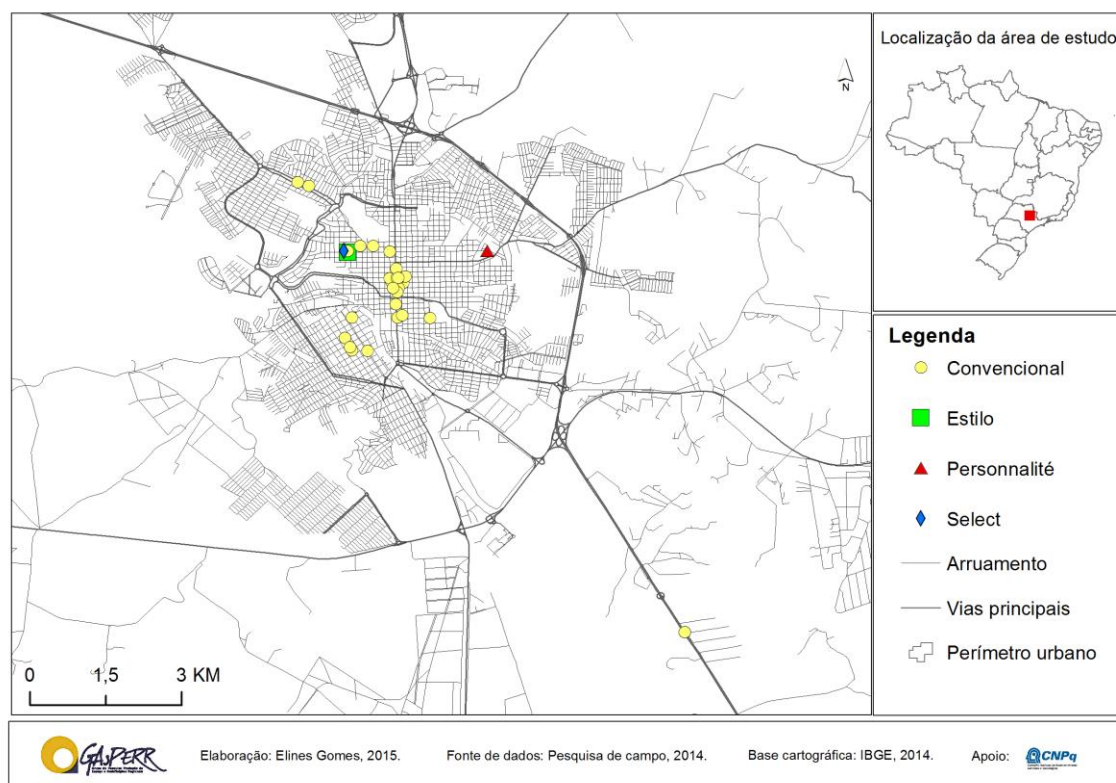 Localização da área de estudo
N
Legenda
Convencional
Estilo
Personnalité
Select
Arruamento
Vias principais
Perímetro urbano
0 1,5 3 KM
GAsPERR
Elaboração: Elines Gomes, 2015. Fonte de dados: Pesquisa de campo, 2014. Base cartográfica: IBGE, 2014. Apoio: CNPq